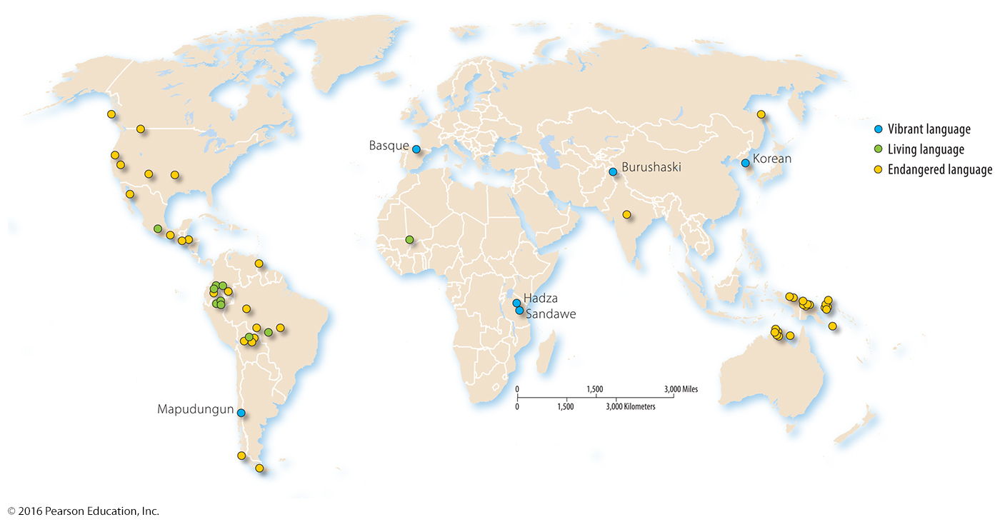 Vibrant language
Living language
Endangered language
Basque
Burushaski
Korean
Hadza
Sandawe
Mapudungun
0 1,500 3,000 Miles
0 1,500 3,000 Kilometers
© 2016 Pearson Education, Inc.